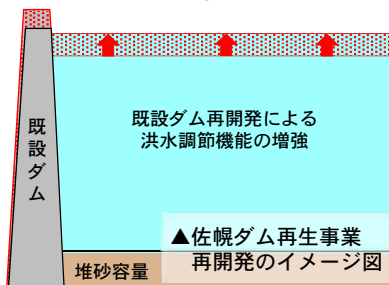 既設ダム
既設ダム再開発による
洪水調節機能の増強
▲佐幌ダム再生事業
再開発のイメージ図
堆砂容量